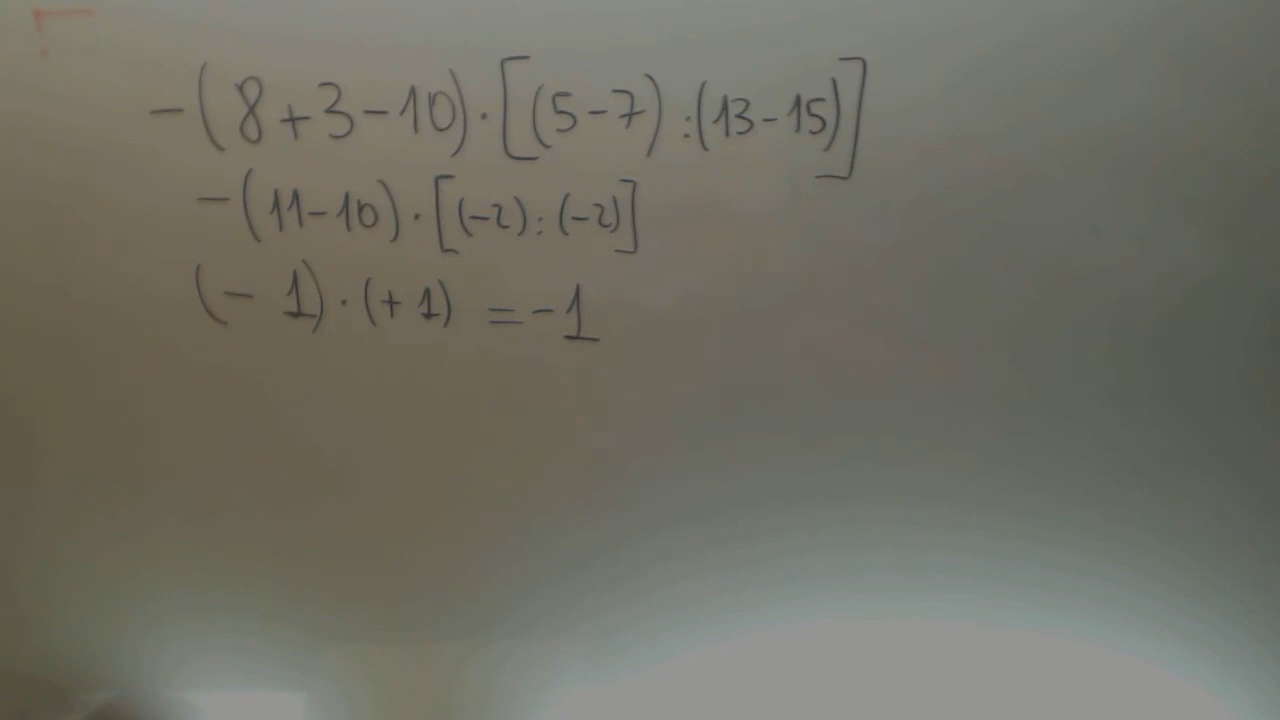 -(8+3-10)·[(5-7):(13-15)]
-(11-10)·[(-2):(-2)]
(-1)·(+1) =-1